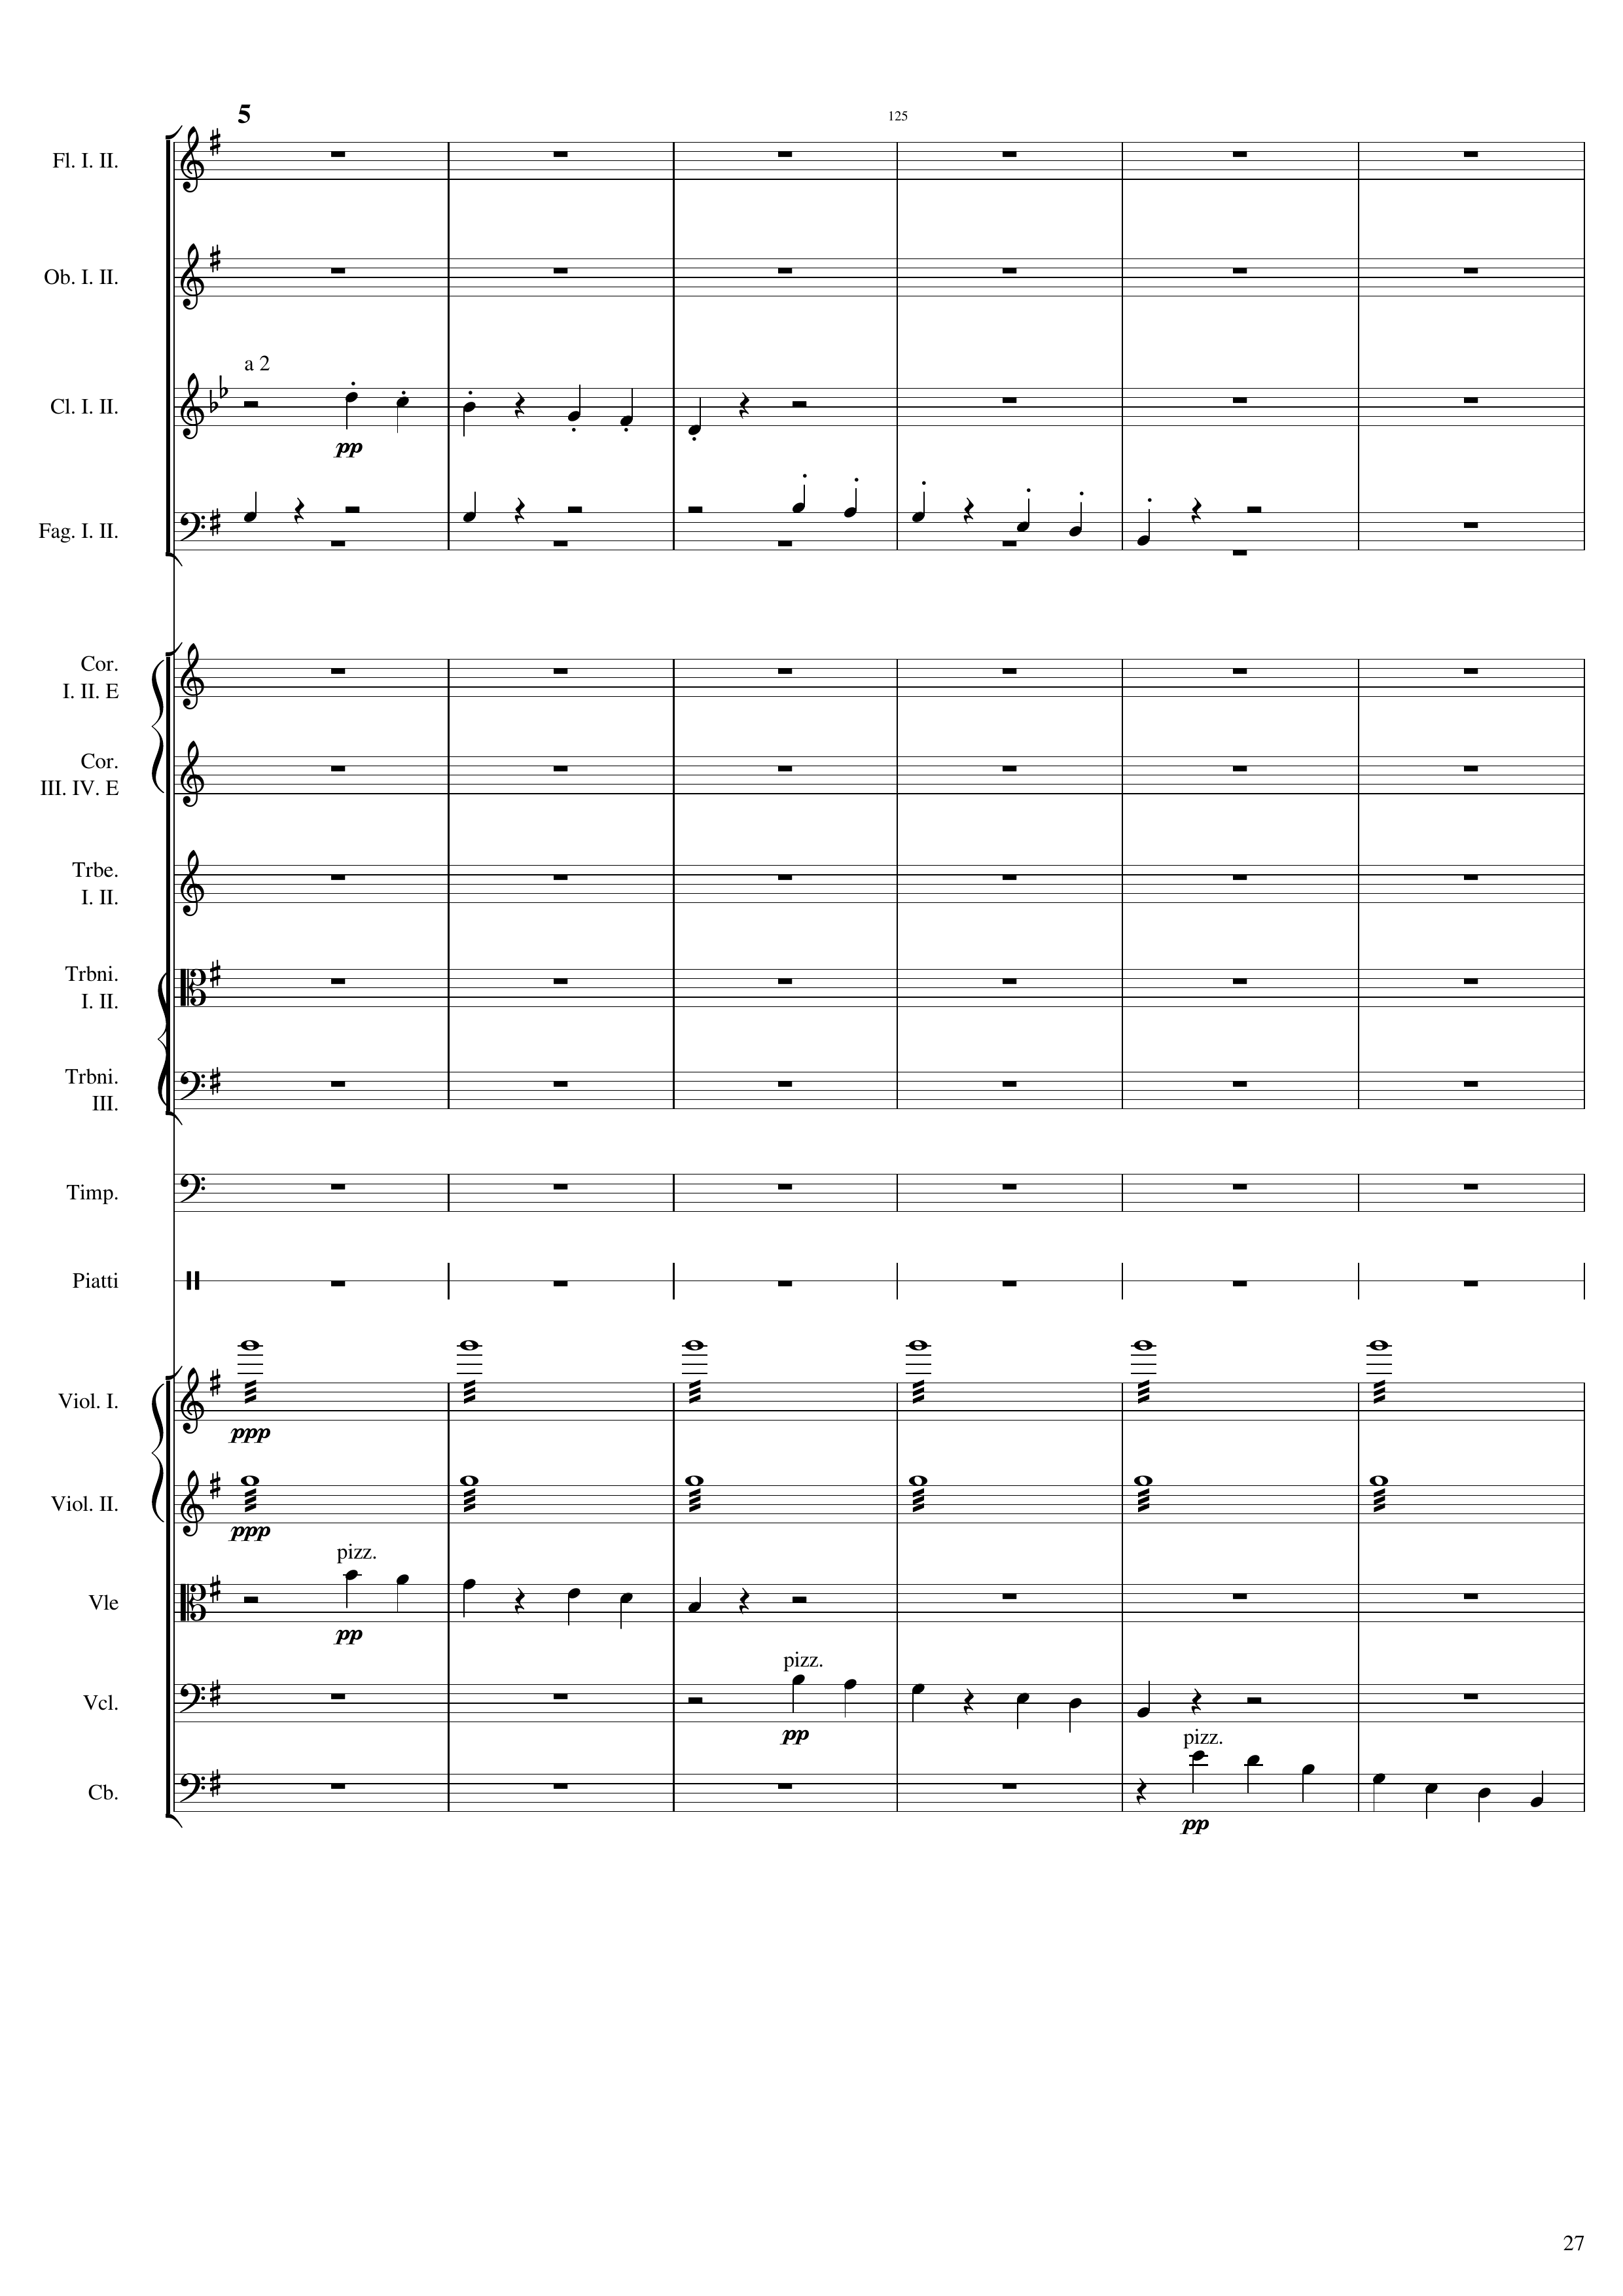 5
125
Fl. I. II.
Ob. I. II.
a 2
Cl. I. II.
pp
Fag. I. II.
Cor.
I. II. E
Cor.
III. IV. E
Trbe.
I. II.
Trbni.
I. II.
Trbni.
III.
Timp.
Piatti
Viol. I.
ppp
Viol. II.
ppp
pizz.
Vle
pp
pizz.
Vcl.
pp
pizz.
Cb.
pp
27